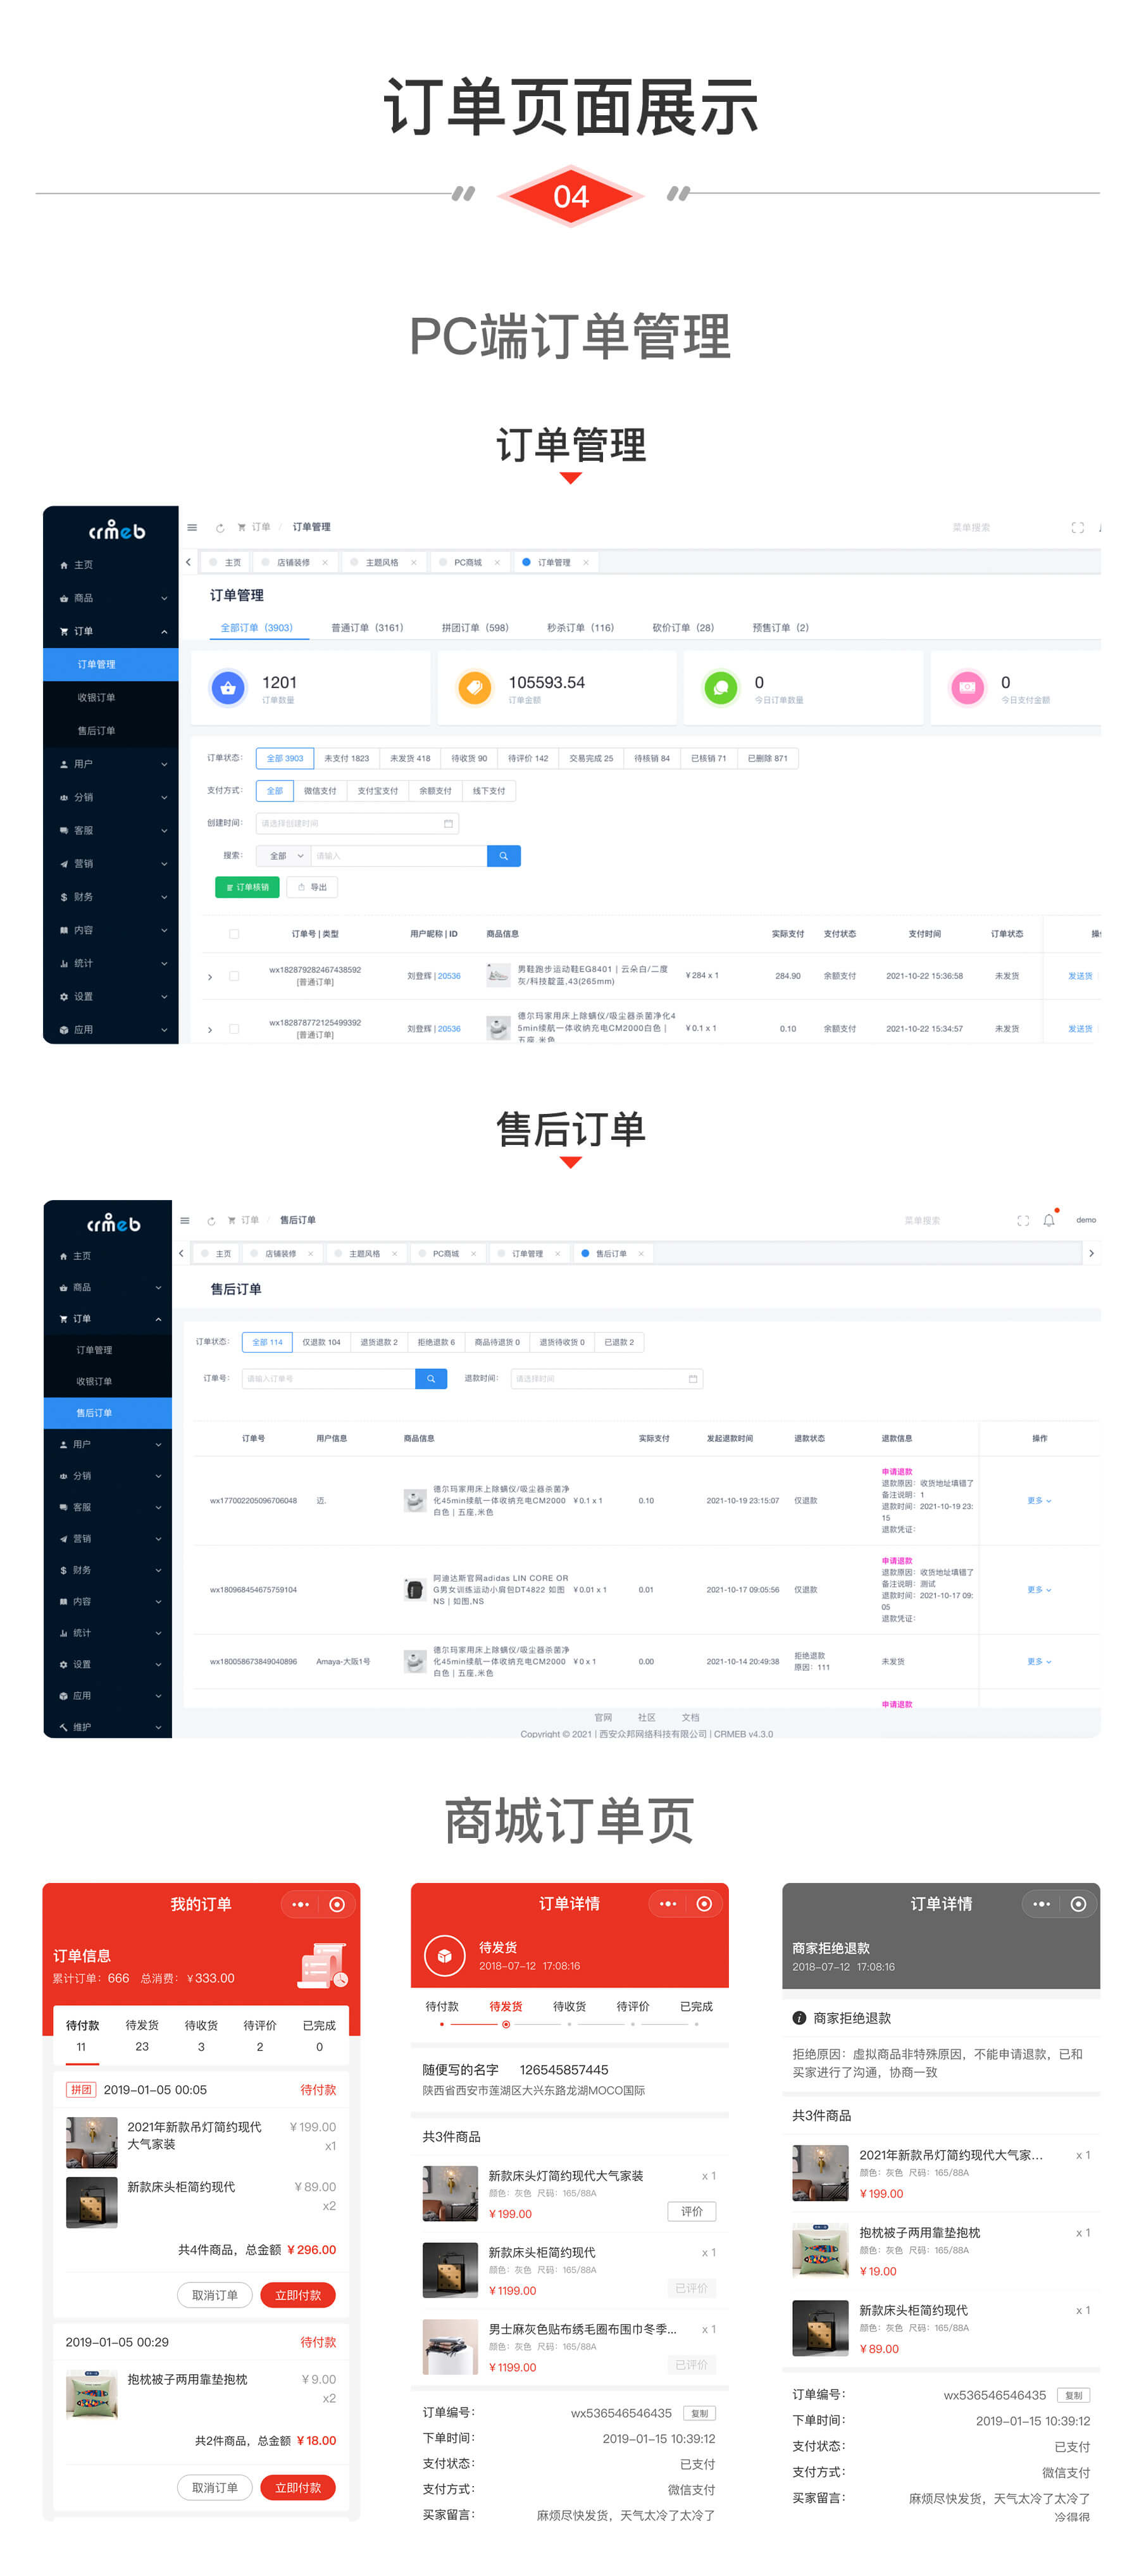 订单页面展示
04
PC端订单管理
订单管理
crmeb
订单 / 订单管理
菜单搜索
主页 店铺装修 × 主题风格 × PC商城 × 订单管理 ×
主页
商品
订单
订单管理
收银订单
售后订单
用户
分销
客服
营销
财务
内容
统计
设置
应用
订单管理
全部订单（3903） 普通订单（3161） 拼团订单（598） 秒杀订单（116） 砍价订单（28） 预售订单（2）
1201 105593.54 0 0
订单数量 订单金额 今日订单数量 今日支付金额
订单状态： 全部 3903 未支付 1823 未发货 418 待收货 90 待评价 142 交易完成 25 待核销 84 已核销 71 已删除 871
支付方式： 全部 微信支付 支付宝支付 余额支付 线下支付
创建时间： 请选择创建时间
搜索： 全部 请输入
订单核销 导出
订单号 | 类型 用户昵称 | ID 商品信息 实际支付 支付状态 支付时间 订单状态
wx182879282467438592
[普通订单]
刘登辉 | 20536
男鞋跑步运动鞋EG8401 | 云朵白/二度
灰/科技靛蓝,43(265mm)
¥ 284 x 1 284.90 余额支付 2021-10-22 15:36:58 未发货 发送货
wx182878772125499392
[普通订单]
刘登辉 | 20536
德尔玛家用床上除螨仪/吸尘器杀菌净化4
5min续航一体收纳充电CM2000白色 |
五座,米色
¥ 0.1 x 1 0.10 余额支付 2021-10-22 15:34:57 未发货 发送货
售后订单
crmeb
订单 / 售后订单
菜单搜索
demo
主页 店铺装修 × 主题风格 × PC商城 × 订单管理 × 售后订单 ×
主页
商品
订单
订单管理
收银订单
售后订单
用户
分销
客服
营销
财务
内容
统计
设置
应用
维护
售后订单
订单状态： 全部 114 仅退款 104 退货退款 2 拒绝退款 6 商品待退货 0 退货待收货 0 已退款 2
订单号： 请输入订单号 退款时间： 请选择时间
订单号 用户信息 商品信息 实际支付 发起退款时间 退款状态 退款信息 操作
wx177002205096706048 迈.
德尔玛家用床上除螨仪/吸尘器杀菌净
化45min续航一体收纳充电CM2000
白色 | 五座,米色
¥ 0.1 x 1 0.10 2021-10-19 23:15:07 仅退款
申请退款
退款原因：收货地址填错了
备注说明：1
退款时间：2021-10-19 23:
15
退款凭证：
更多
wx180968454675759104
阿迪达斯官网adidas LIN CORE OR
G男女训练运动小肩包DT4822 如图
NS | 如图,NS
¥ 0.01 x 1 0.01 2021-10-17 09:05:56 仅退款
申请退款
退款原因：收货地址填错了
备注说明：测试
退款时间：2021-10-17 09:
05
退款凭证：
更多
wx180058673849040896 Amaya-大阪1号
德尔玛家用床上除螨仪/吸尘器杀菌净
化45min续航一体收纳充电CM2000
白色 | 五座,米色
¥ 0 x 1 0.00 2021-10-14 20:49:38
拒绝退款
原因：111
未发货 更多
申请退款
官网 社区 文档
Copyright © 2021 | 西安众邦网络科技有限公司 | CRMEB v4.3.0
商城订单页
我的订单
订单信息
累计订单：666 总消费：¥333.00
待付款 待发货 待收货 待评价 已完成
11 23 3 2 0
拼团 2019-01-05 00:05 待付款
2021年新款吊灯简约现代 ¥199.00
大气家装 x1
新款床头柜简约现代 ¥89.00
x2
共4件商品，总金额 ¥296.00
取消订单 立即付款
2019-01-05 00:29 待付款
抱枕被子两用靠垫抱枕 ¥9.00
x2
共2件商品，总金额 ¥18.00
取消订单 立即付款
订单详情
待发货
2018-07-12 17:08:16
待付款 待发货 待收货 待评价 已完成
随便写的名字 126545857445
陕西省西安市莲湖区大兴东路龙湖MOCO国际
共3件商品
新款床头灯简约现代大气家装 x 1
颜色：灰色 尺码：165/88A
¥199.00 评价
新款床头柜简约现代 x 1
颜色：灰色 尺码：165/88A
¥1199.00 已评价
男士麻灰色贴布绣毛圈布围巾冬季... x 1
颜色：灰色 尺码：165/88A
¥1199.00 已评价
订单编号： wx536546546435 复制
下单时间： 2019-01-15 10:39:12
支付状态： 已支付
支付方式： 微信支付
买家留言： 麻烦尽快发货，天气太冷了太冷了
订单详情
商家拒绝退款
2018-07-12 17:08:16
商家拒绝退款
拒绝原因：虚拟商品非特殊原因，不能申请退款，已和
买家进行了沟通，协商一致
共3件商品
2021年新款吊灯简约现代大气家... x 1
颜色：灰色 尺码：165/88A
¥199.00
抱枕被子两用靠垫抱枕 x 1
颜色：灰色 尺码：165/88A
¥19.00
新款床头柜简约现代 x 1
颜色：灰色 尺码：165/88A
¥89.00
订单编号： wx536546546435 复制
下单时间： 2019-01-15 10:39:12
支付状态： 已支付
支付方式： 微信支付
买家留言： 麻烦尽快发货，天气太冷了太冷了
冷得很